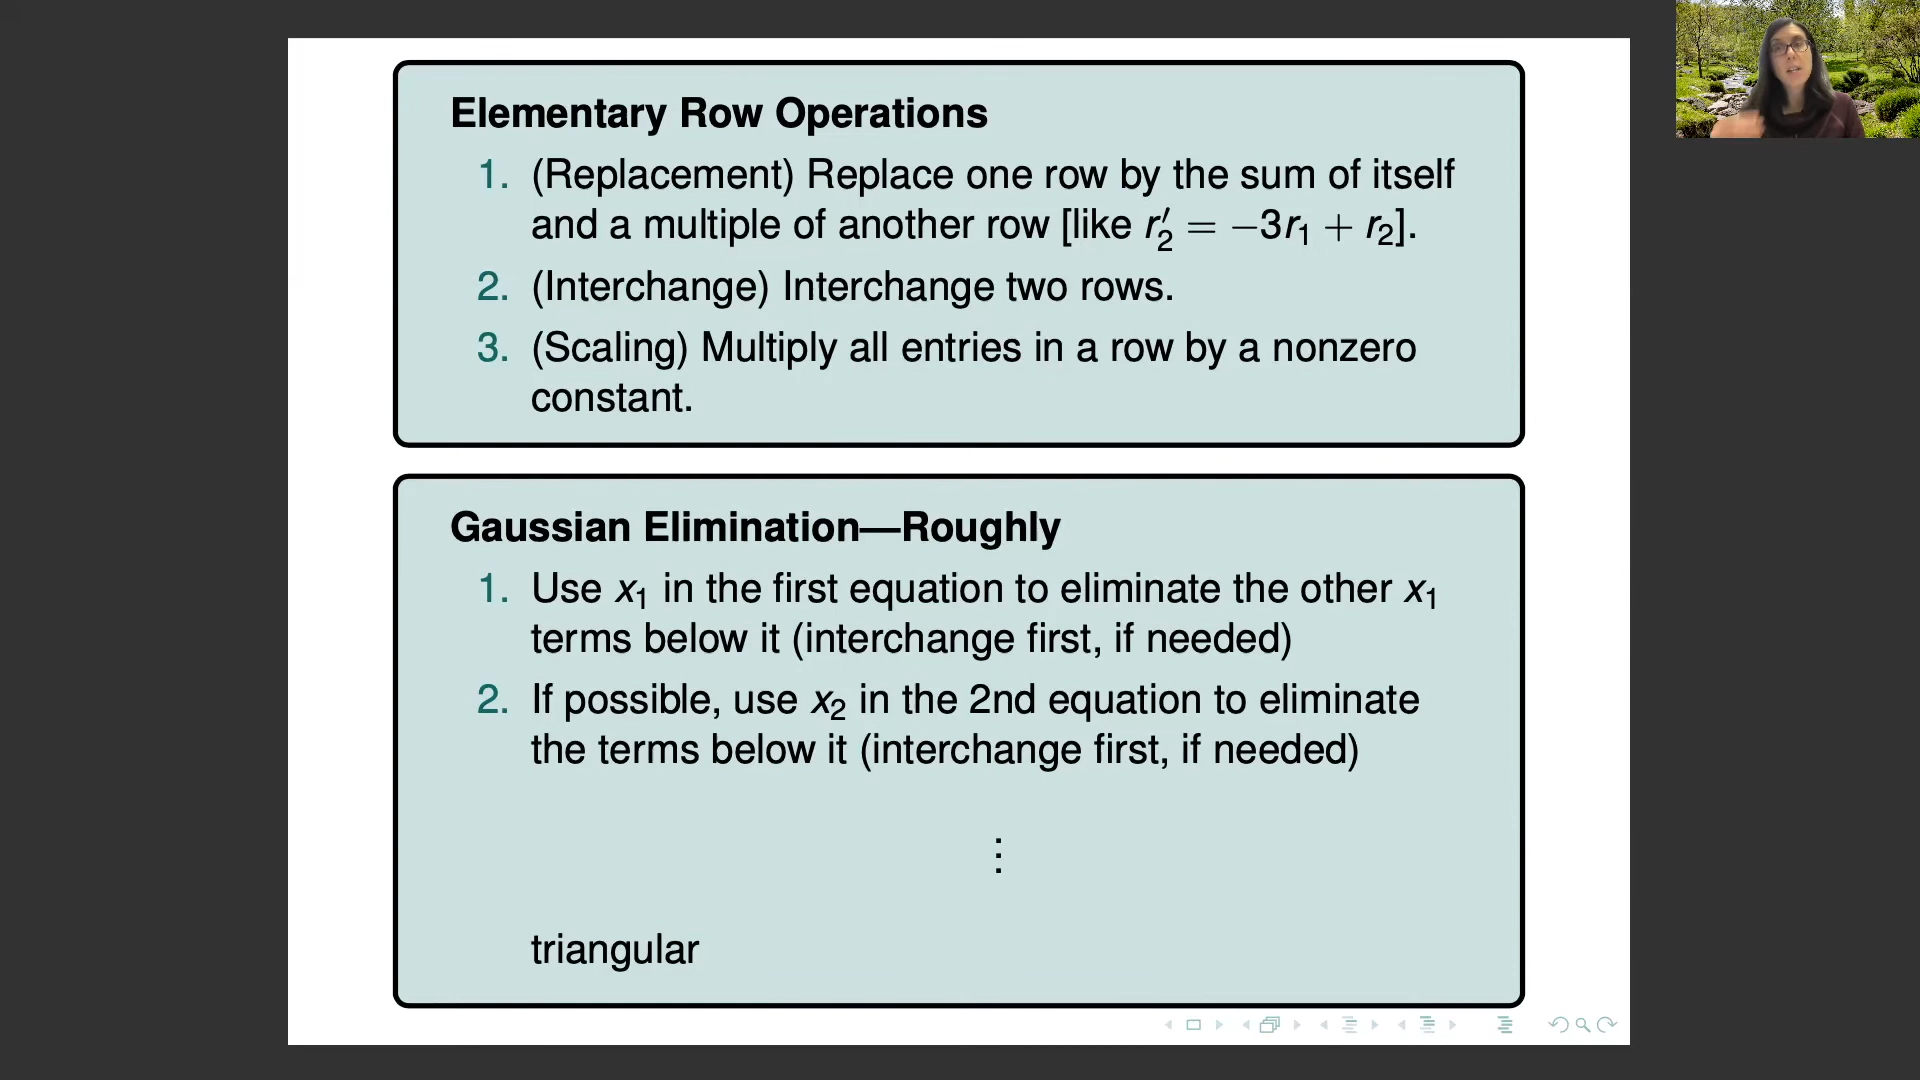 Elementary Row Operations
1. (Replacement) Replace one row by the sum of itself
and a multiple of another row [like r₂′ = −3r₁ + r₂].
2. (Interchange) Interchange two rows.
3. (Scaling) Multiply all entries in a row by a nonzero
constant.
Gaussian Elimination—Roughly
1. Use x₁ in the first equation to eliminate the other x₁
terms below it (interchange first, if needed)
2. If possible, use x₂ in the 2nd equation to eliminate
the terms below it (interchange first, if needed)
⋮
triangular